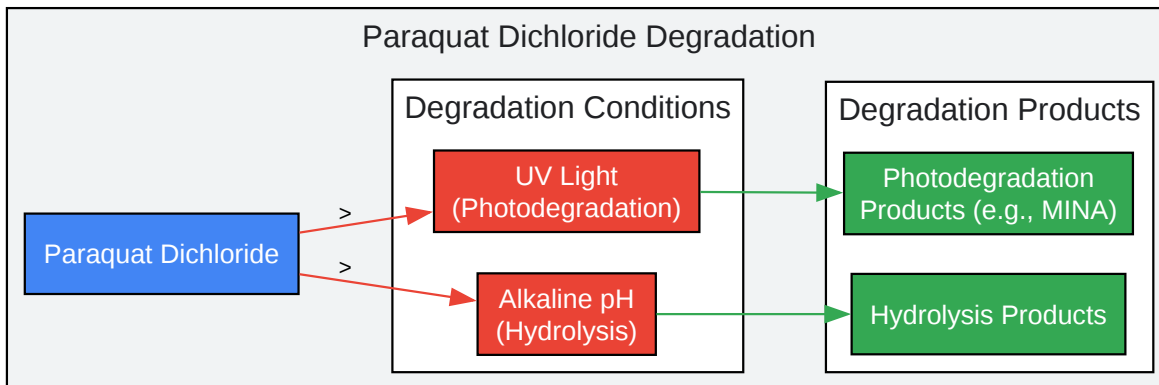 Paraquat Dichloride Degradation
Degradation Conditions
Degradation Products
UV Light
(Photodegradation)
Photodegradation
Products (e.g., MINA)
>
Paraquat Dichloride
>
Alkaline pH
(Hydrolysis)
Hydrolysis Products